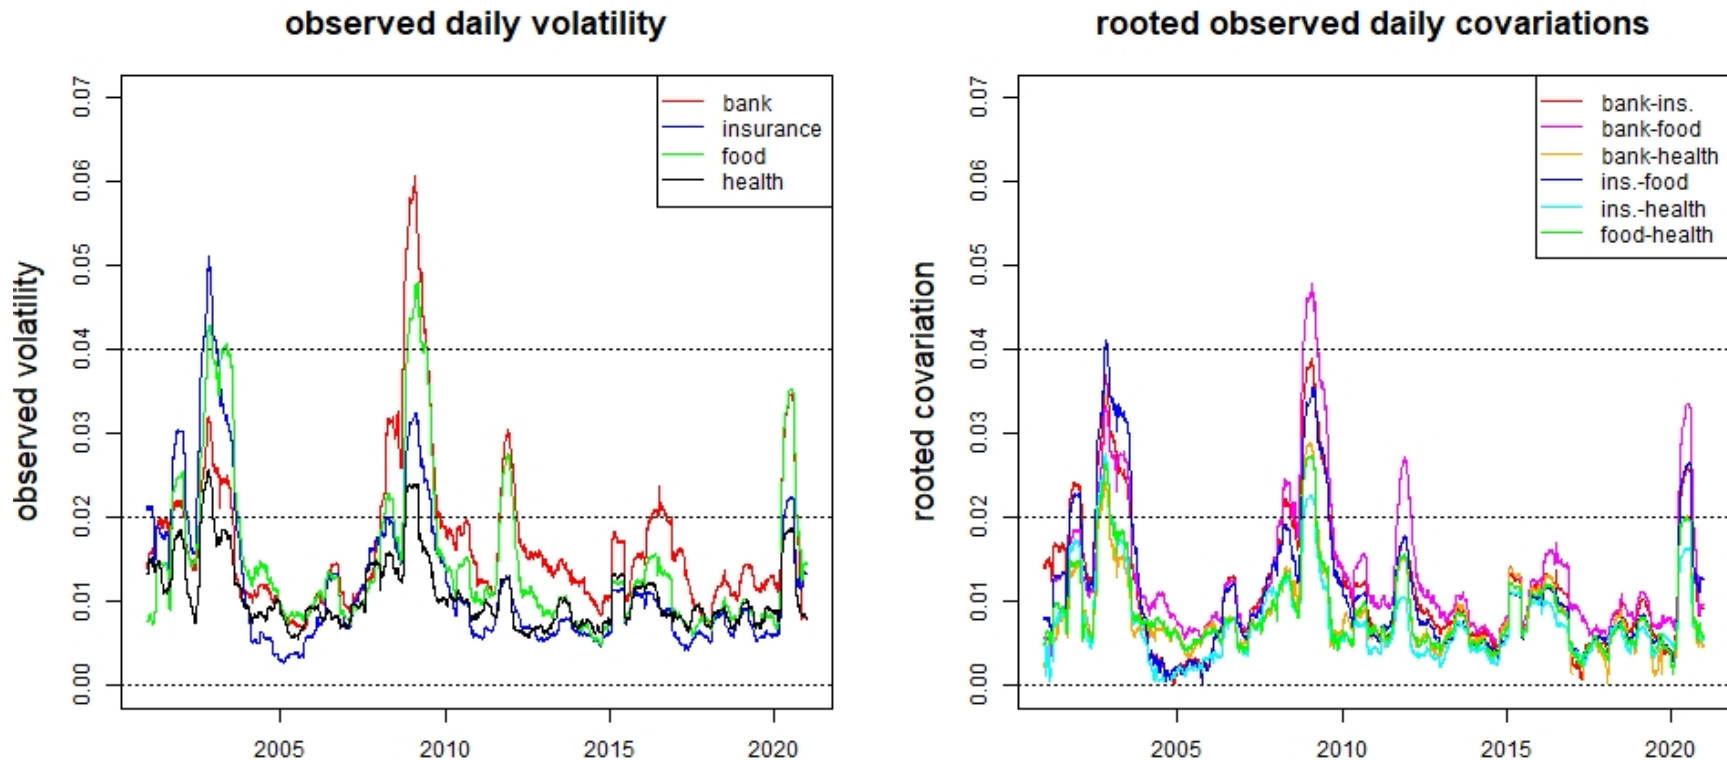 observed daily volatility
observed volatility
0.00
0.01
0.02
0.03
0.04
0.05
0.06
0.07
2005
2010
2015
2020
bank
insurance
food
health
rooted observed daily covariations
rooted covariation
0.00
0.01
0.02
0.03
0.04
0.05
0.06
0.07
2005
2010
2015
2020
bank-ins.
bank-food
bank-health
ins.-food
ins.-health
food-health